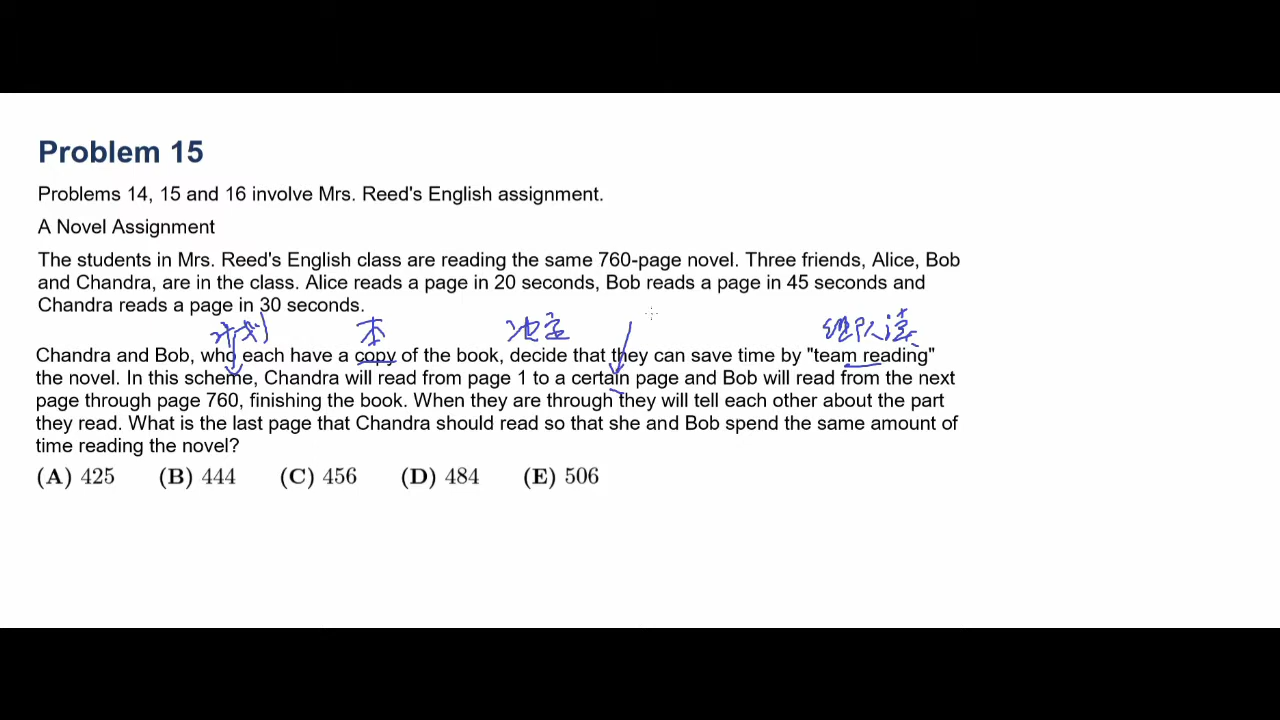 Problem 15
Problems 14, 15 and 16 involve Mrs. Reed's English assignment.
A Novel Assignment
The students in Mrs. Reed's English class are reading the same 760-page novel. Three friends, Alice, Bob
and Chandra, are in the class. Alice reads a page in 20 seconds, Bob reads a page in 45 seconds and
Chandra reads a page in 30 seconds.
计划 本 决定 组队读
Chandra and Bob, who each have a copy of the book, decide that they can save time by "team reading"
the novel. In this scheme, Chandra will read from page 1 to a certain page and Bob will read from the next
page through page 760, finishing the book. When they are through they will tell each other about the part
they read. What is the last page that Chandra should read so that she and Bob spend the same amount of
time reading the novel?
(A) 425 (B) 444 (C) 456 (D) 484 (E) 506